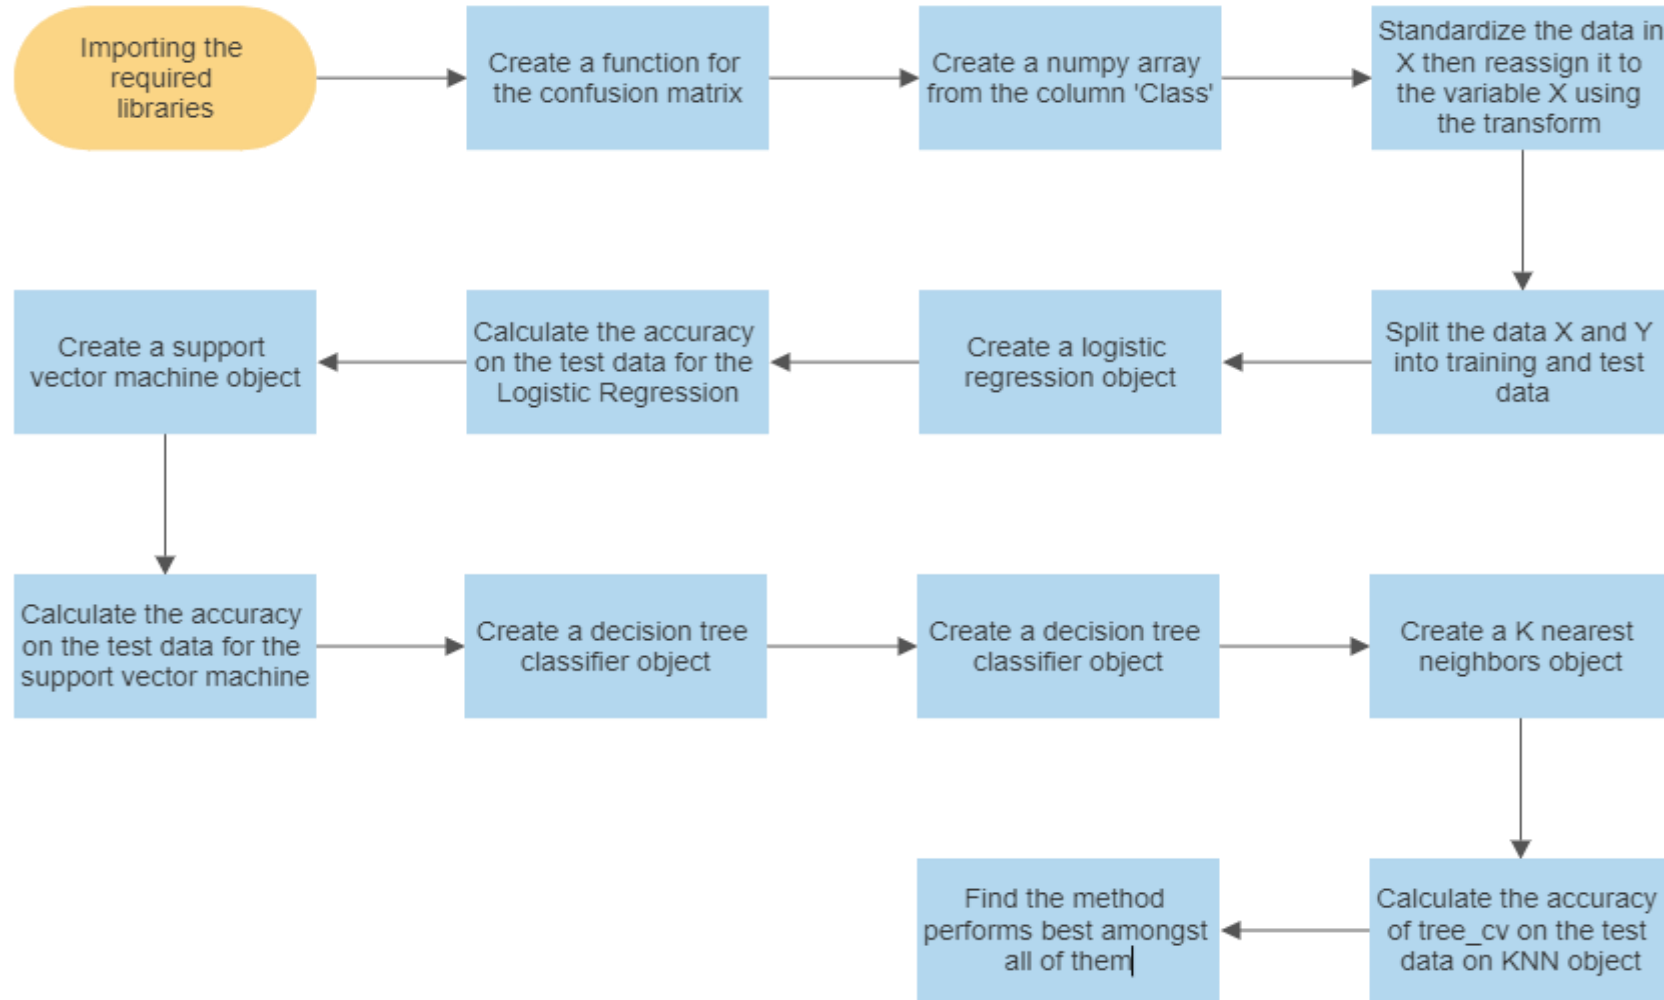 Importing the
required
libraries
Create a function for
the confusion matrix
Create a numpy array
from the column 'Class'
Standardize the data in
X then reassign it to
the variable X using
the transform
Split the data X and Y
into training and test
data
Create a logistic
regression object
Calculate the accuracy
on the test data for the
Logistic Regression
Create a support
vector machine object
Calculate the accuracy
on the test data for the
support vector machine
Create a decision tree
classifier object
Create a decision tree
classifier object
Create a K nearest
neighbors object
Calculate the accuracy
of tree_cv on the test
data on KNN object
Find the method
performs best amongst
all of them